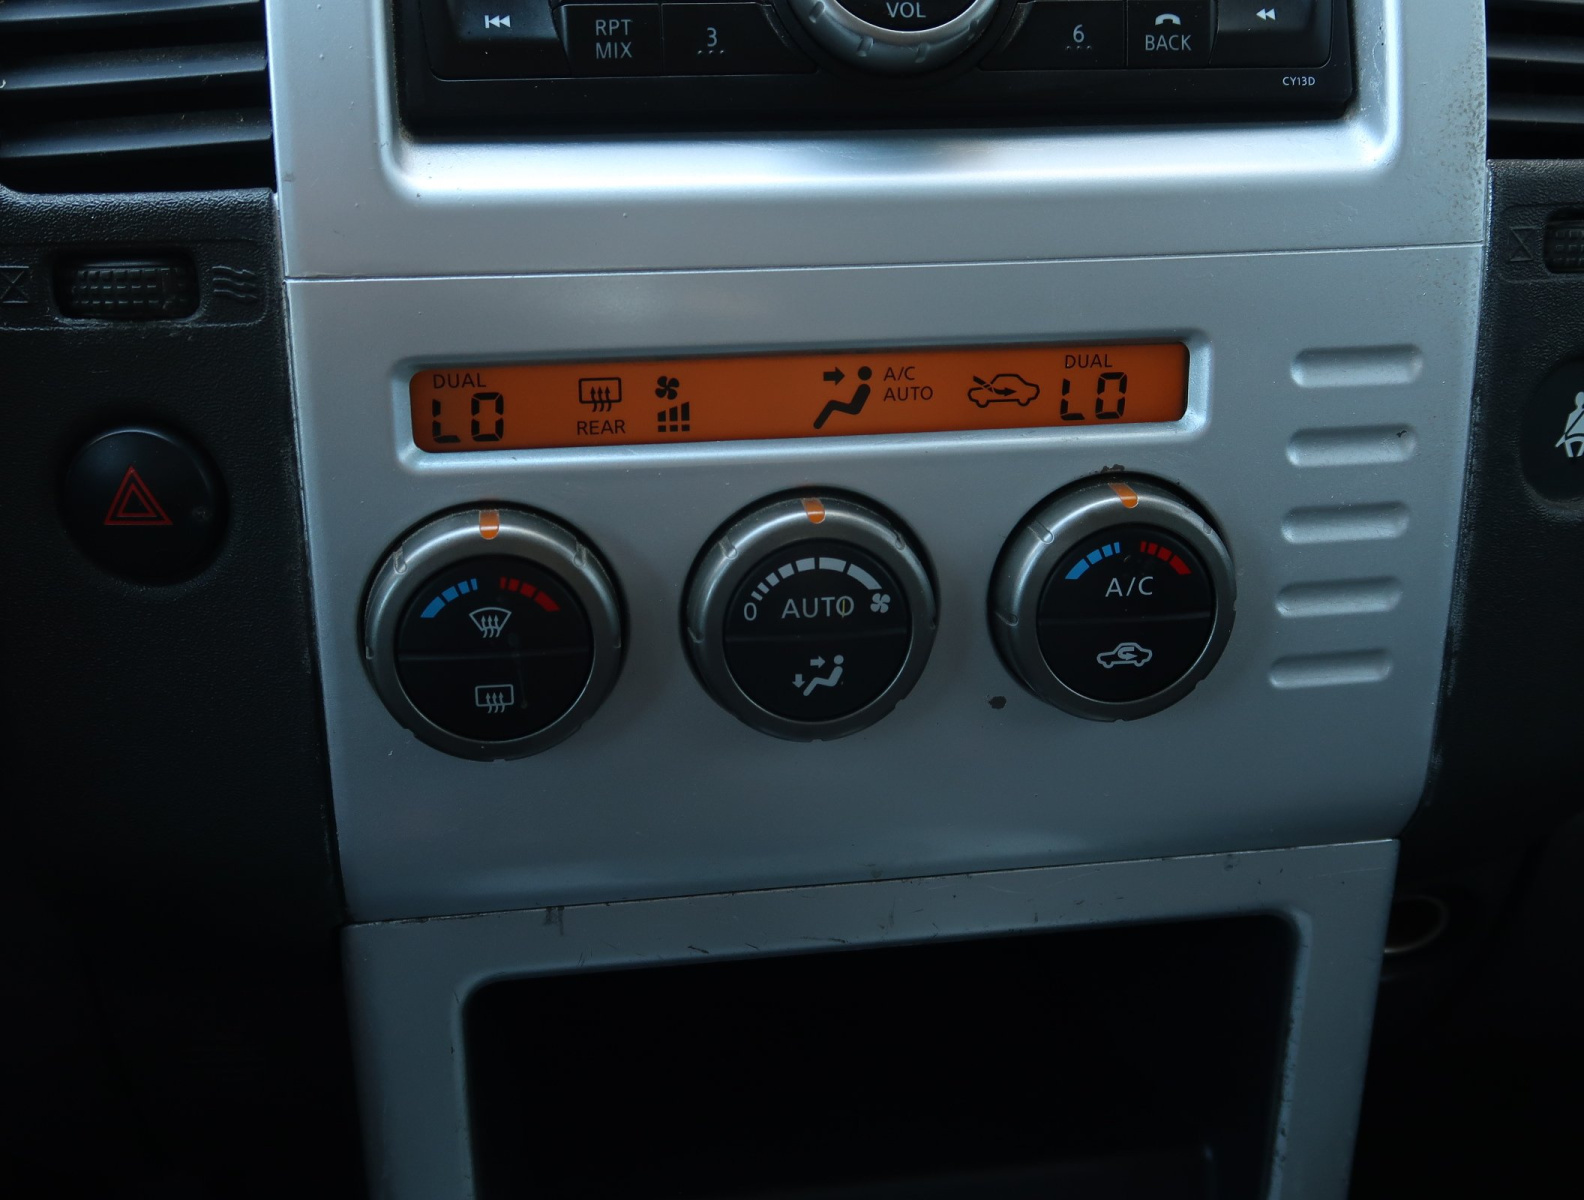 VOL
RPT
MIX
3
6
BACK
CY13D
DUAL
LO
REAR
A/C
AUTO
DUAL
LO
0 AUTO
A/C